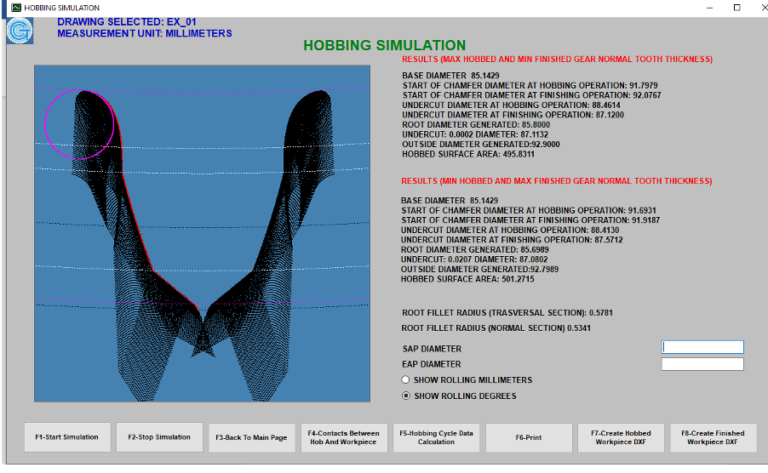 HOBBING SIMULATION
DRAWING SELECTED: EX_01
MEASUREMENT UNIT: MILLIMETERS
HOBBING SIMULATION
RESULTS (MAX HOBBED AND MIN FINISHED GEAR NORMAL TOOTH THICKNESS)
BASE DIAMETER 85.1429
START OF CHAMFER DIAMETER AT HOBBING OPERATION: 91.7979
START OF CHAMFER DIAMETER AT FINISHING OPERATION: 92.0767
UNDERCUT DIAMETER AT HOBBING OPERATION: 88.4614
UNDERCUT DIAMETER AT FINISHING OPERATION: 87.1200
ROOT DIAMETER GENERATED: 85.8000
UNDERCUT: 0.0002 DIAMETER: 87.1132
OUTSIDE DIAMETER GENERATED:92.9000
HOBBED SURFACE AREA: 495.8311
RESULTS (MIN HOBBED AND MAX FINISHED GEAR NORMAL TOOTH THICKNESS)
BASE DIAMETER 85.1429
START OF CHAMFER DIAMETER AT HOBBING OPERATION: 91.6931
START OF CHAMFER DIAMETER AT FINISHING OPERATION: 91.9187
UNDERCUT DIAMETER AT HOBBING OPERATION: 88.4130
UNDERCUT DIAMETER AT FINISHING OPERATION: 87.5712
ROOT DIAMETER GENERATED: 85.6989
UNDERCUT: 0.0207 DIAMETER: 87.0802
OUTSIDE DIAMETER GENERATED:92.7989
HOBBED SURFACE AREA: 501.2715
ROOT FILLET RADIUS (TRASVERSAL SECTION): 0.5781
ROOT FILLET RADIUS (NORMAL SECTION) 0.5341
SAP DIAMETER
EAP DIAMETER
SHOW ROLLING MILLIMETERS
SHOW ROLLING DEGREES
F1-Start Simulation
F2-Stop Simulation
F3-Back To Main Page
F4-Contacts Between
Hob And Workpiece
F5-Hobbing Cycle Data
Calculation
F6-Print
F7-Create Hobbed
Workpiece DXF
F8-Create Finished
Workpiece DXF